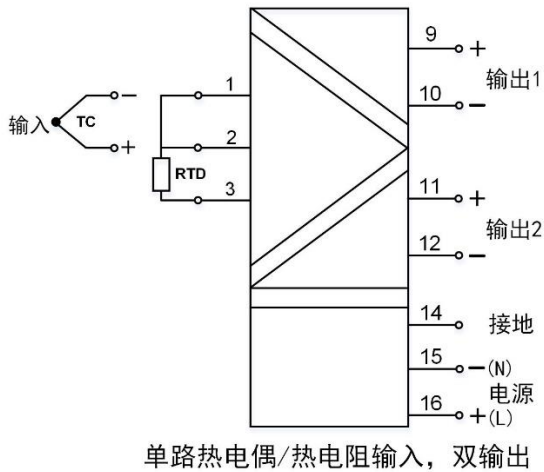 输入
TC
−
+
RTD
1
2
3
9 +
输出1
10 −
11 +
输出2
12 −
14 接地
15 −(N)
电源
16 +(L)
单路热电偶/热电阻输入，双输出